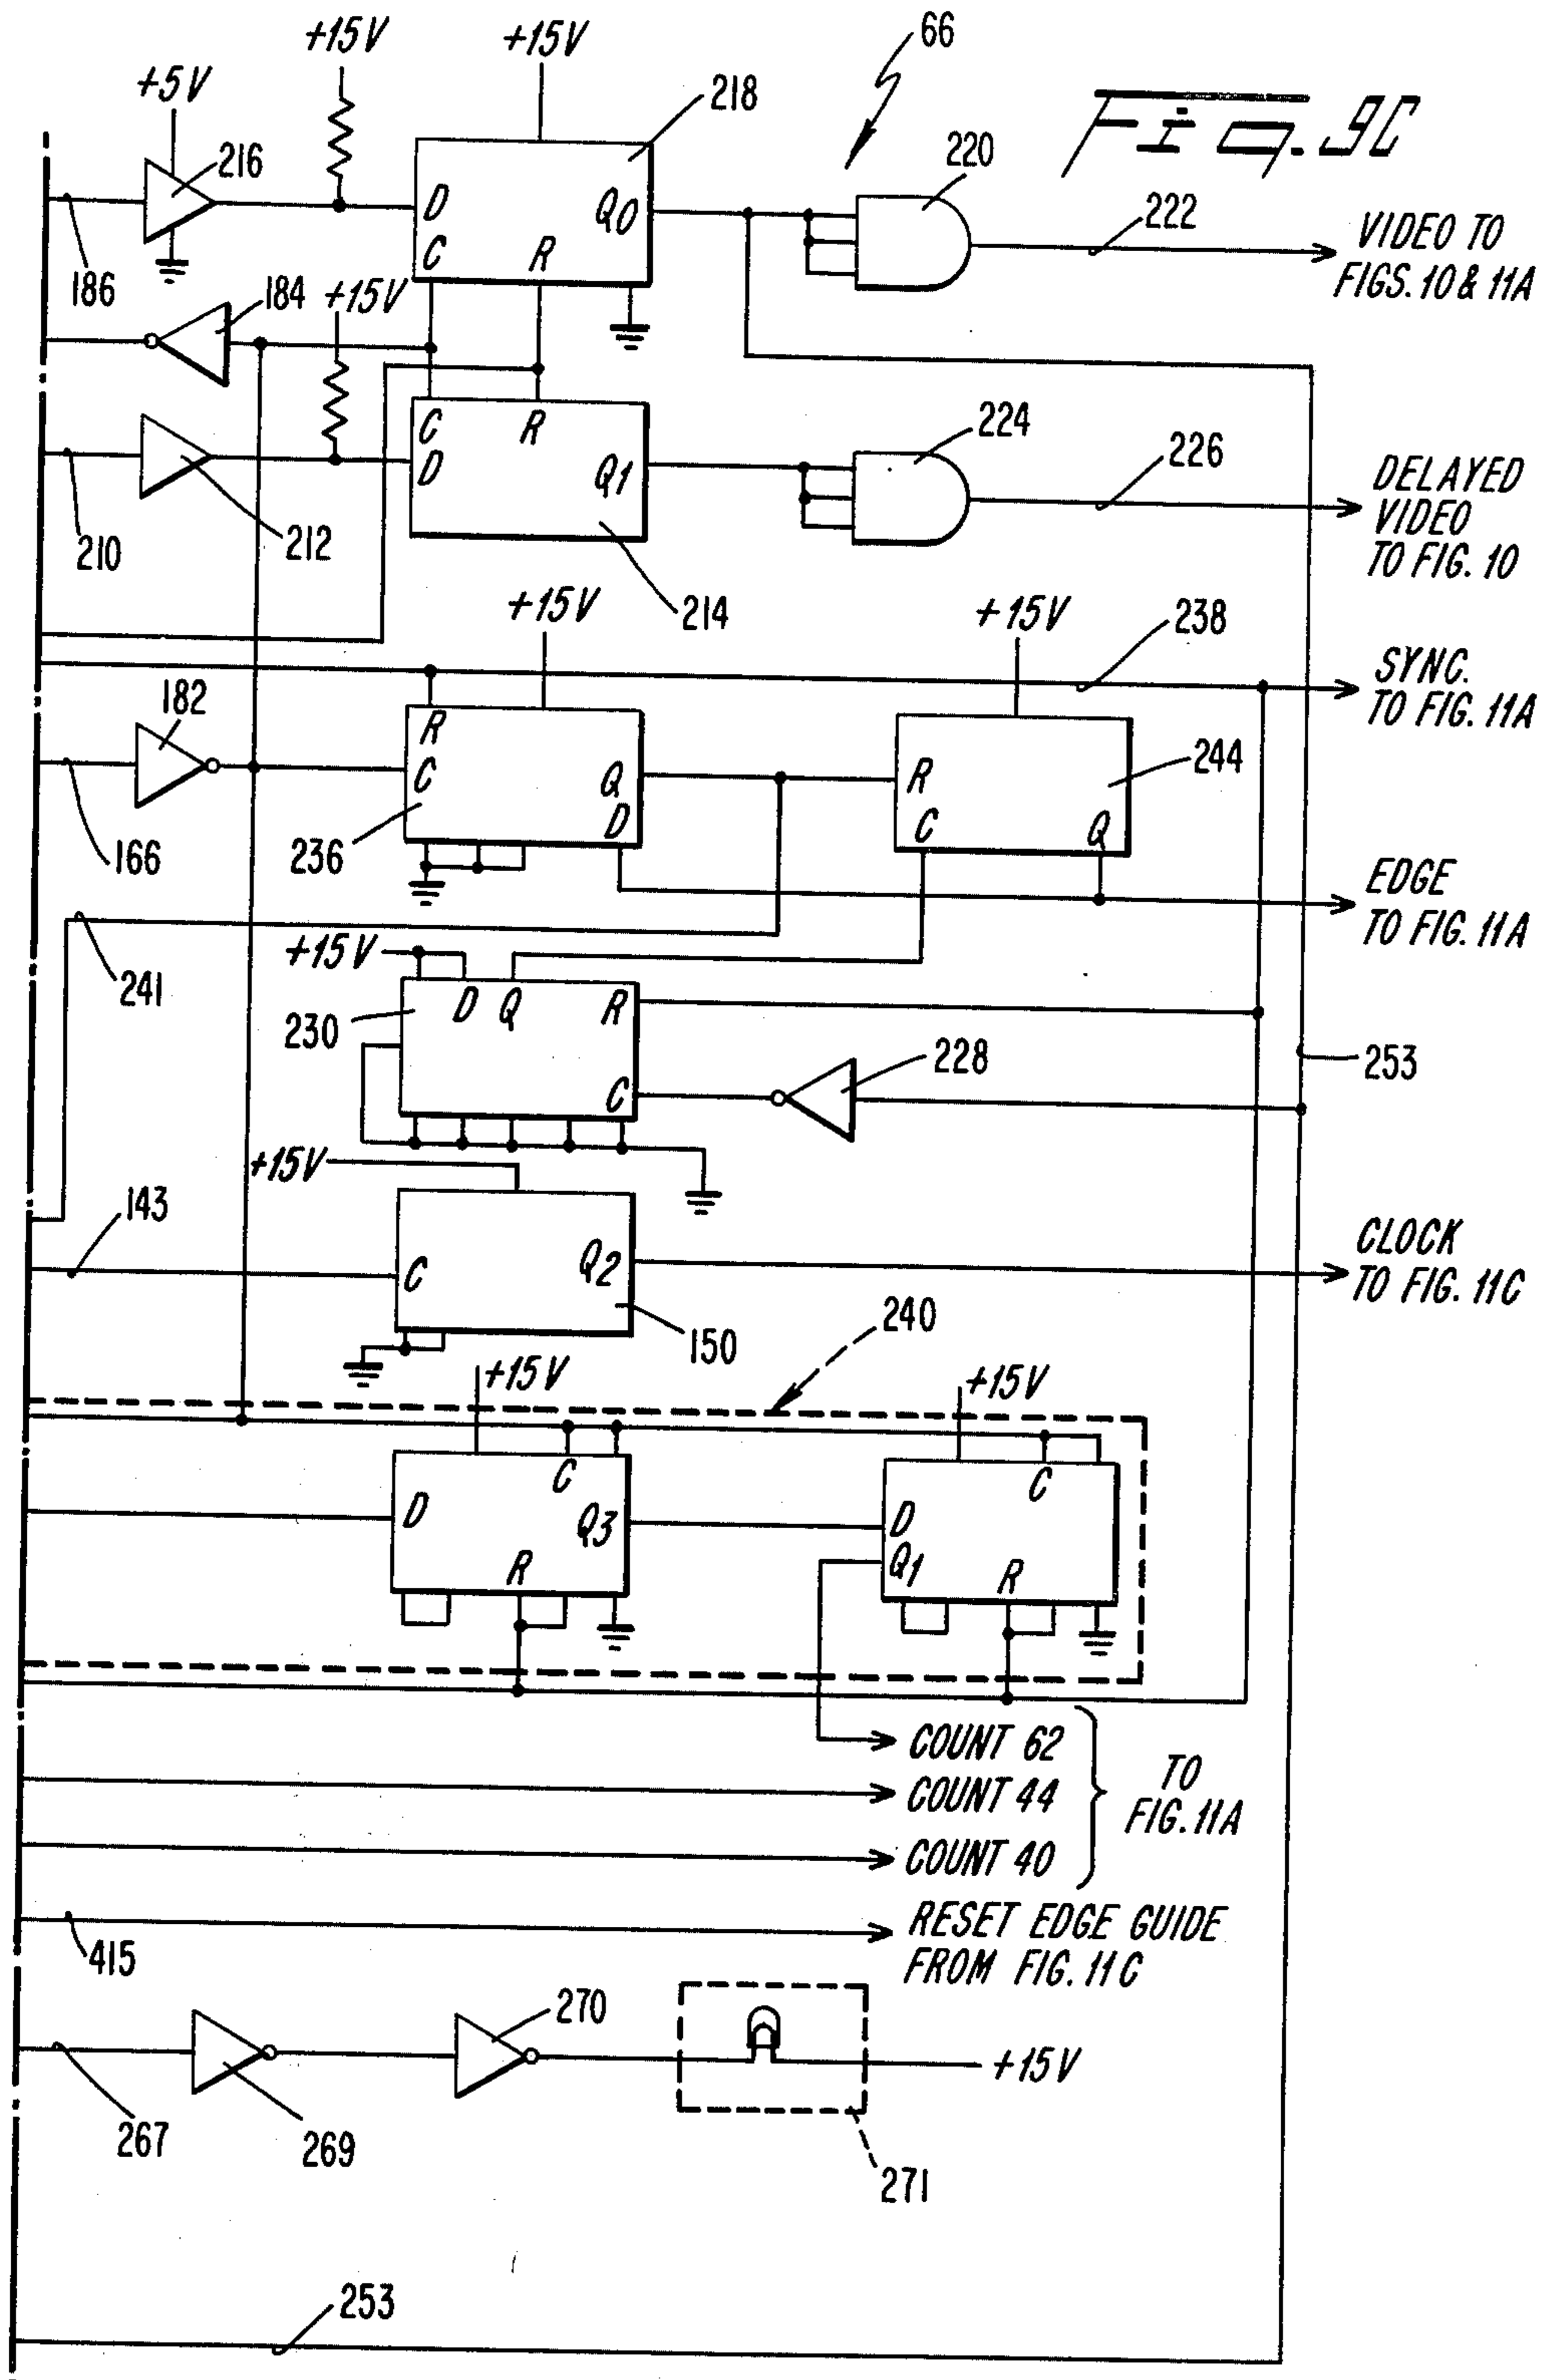 Fig. 9C
66
+15V
+15V
+5V
218
216
220
D
Q0
C
R
222
VIDEO TO
FIGS. 10 & 11A
186
184
+15V
C
R
D
Q1
224
226
DELAYED
VIDEO
TO FIG. 10
210
212
214
+15V
+15V
238
SYNC.
TO FIG. 11A
182
R
C
Q
D
R
C
Q
244
166
236
EDGE
TO FIG. 11A
241
+15V
D
Q
R
230
C
228
253
+15V
143
C
Q2
CLOCK
TO FIG. 11C
150
240
+15V
+15V
C
C
D
Q3
D
Q1
R
R
COUNT 62
COUNT 44
COUNT 40
TO
FIG. 11A
415
RESET EDGE GUIDE
FROM FIG. 11C
270
+15V
267
269
271
253